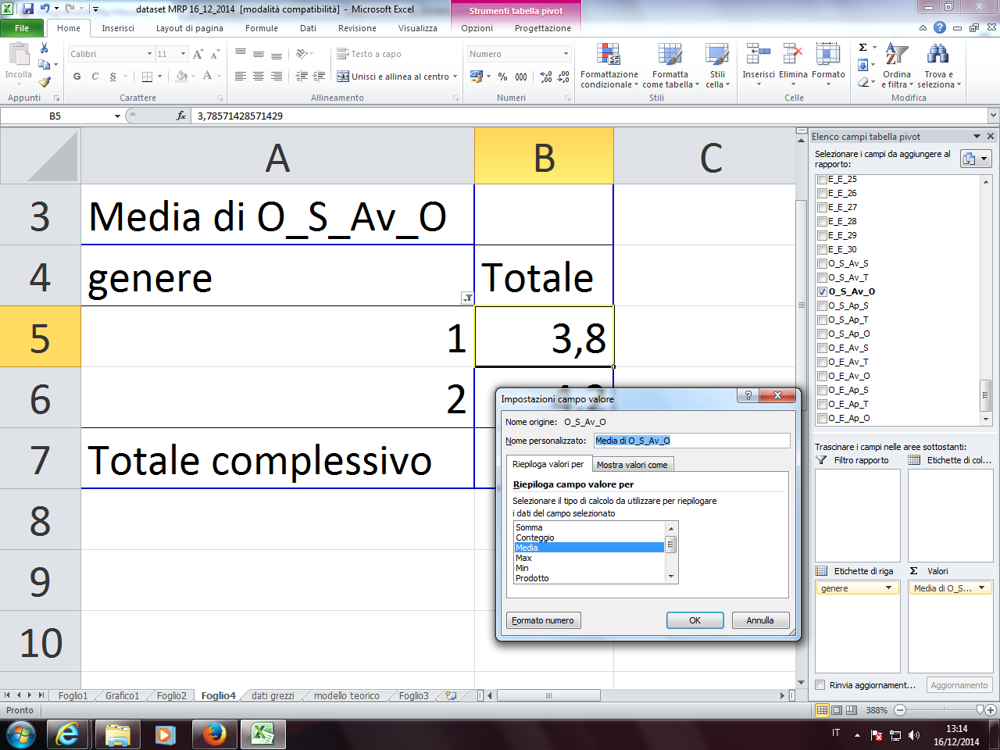 dataset MRP 16_12_2014 [modalità compatibilità] - Microsoft Excel
Strumenti tabella pivot
File Home Inserisci Layout di pagina Formule Dati Revisione Visualizza Opzioni Progettazione
Incolla
Calibri 11
G C S
Testo a capo
Unisci e allinea al centro
Numero
% 000
Formattazione condizionale
Formatta come tabella
Stili cella
Inserisci Elimina Formato
Ordina e filtra
Trova e seleziona
Appunti Carattere Allineamento Numeri Stili Celle Modifica
B5 fx 3,78571428571429
A B C
3 Media di O_S_Av_O
4 genere Totale
5 1 3,8
6 2
7 Totale complessivo
8
9
10
Impostazioni campo valore
Nome origine: O_S_Av_O
Nome personalizzato: Media di O_S_Av_O
Riepiloga valori per Mostra valori come
Riepiloga campo valore per
Selezionare il tipo di calcolo da utilizzare per riepilogare
i dati del campo selezionato
Somma
Conteggio
Media
Max
Min
Prodotto
Formato numero OK Annulla
Elenco campi tabella pivot
Selezionare i campi da aggiungere al
rapporto:
E_E_25
E_E_26
E_E_27
E_E_28
E_E_29
E_E_30
O_S_Av_S
O_S_Av_T
O_S_Av_O
O_S_Ap_S
O_S_Ap_T
O_S_Ap_O
O_E_Av_S
O_E_Av_T
O_E_Av_O
O_E_Ap_S
O_E_Ap_T
O_E_Ap_O
Trascinare i campi nelle aree sottostanti:
Filtro rapporto Etichette di col...
Etichette di riga Σ Valori
genere Media di O_S...
Rinvia aggiornament... Aggiornamento
Foglio1 Grafico1 Foglio2 Foglio4 dati grezzi modello teorico Foglio3
Pronto 388%
IT 13:14
16/12/2014